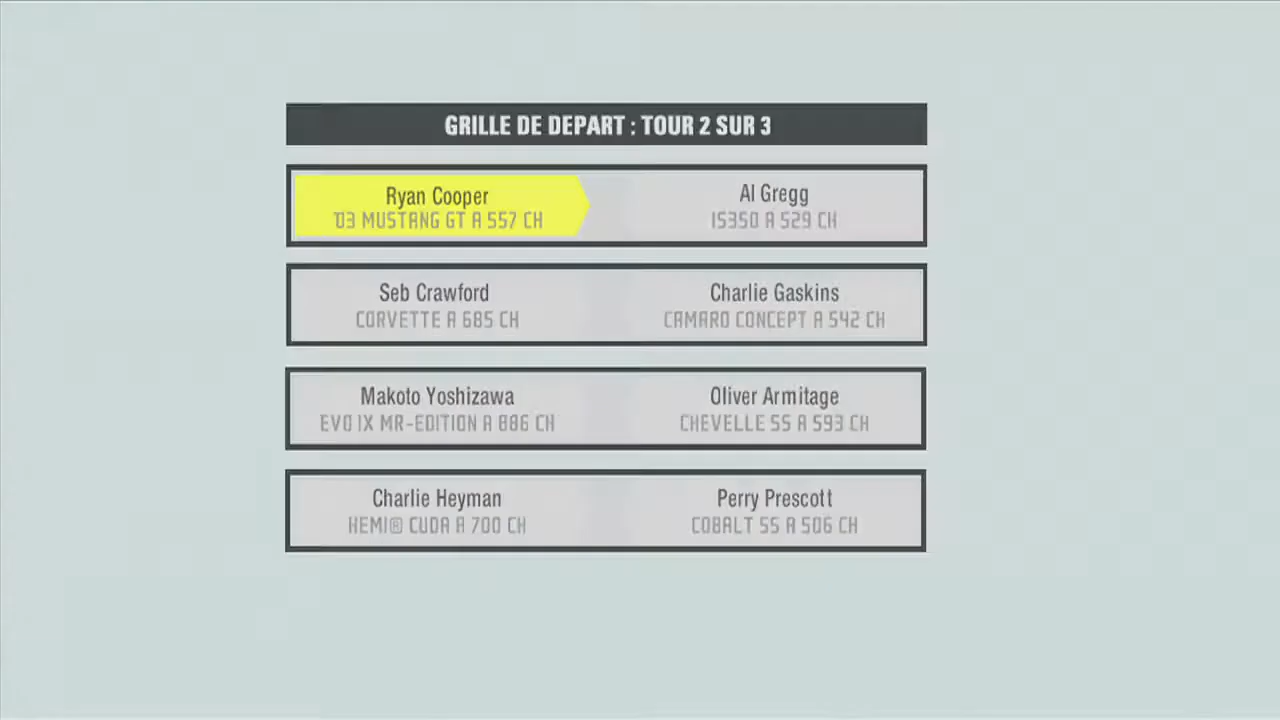 GRILLE DE DEPART : TOUR 2 SUR 3
Ryan Cooper
'03 MUSTANG GT A 557 CH
Al Gregg
IS350 A 529 CH
Seb Crawford
CORVETTE A 685 CH
Charlie Gaskins
CAMARO CONCEPT A 542 CH
Makoto Yoshizawa
EVO IX MR-EDITION A 886 CH
Oliver Armitage
CHEVELLE SS A 593 CH
Charlie Heyman
HEMI® CUDA A 700 CH
Perry Prescott
COBALT SS A 506 CH